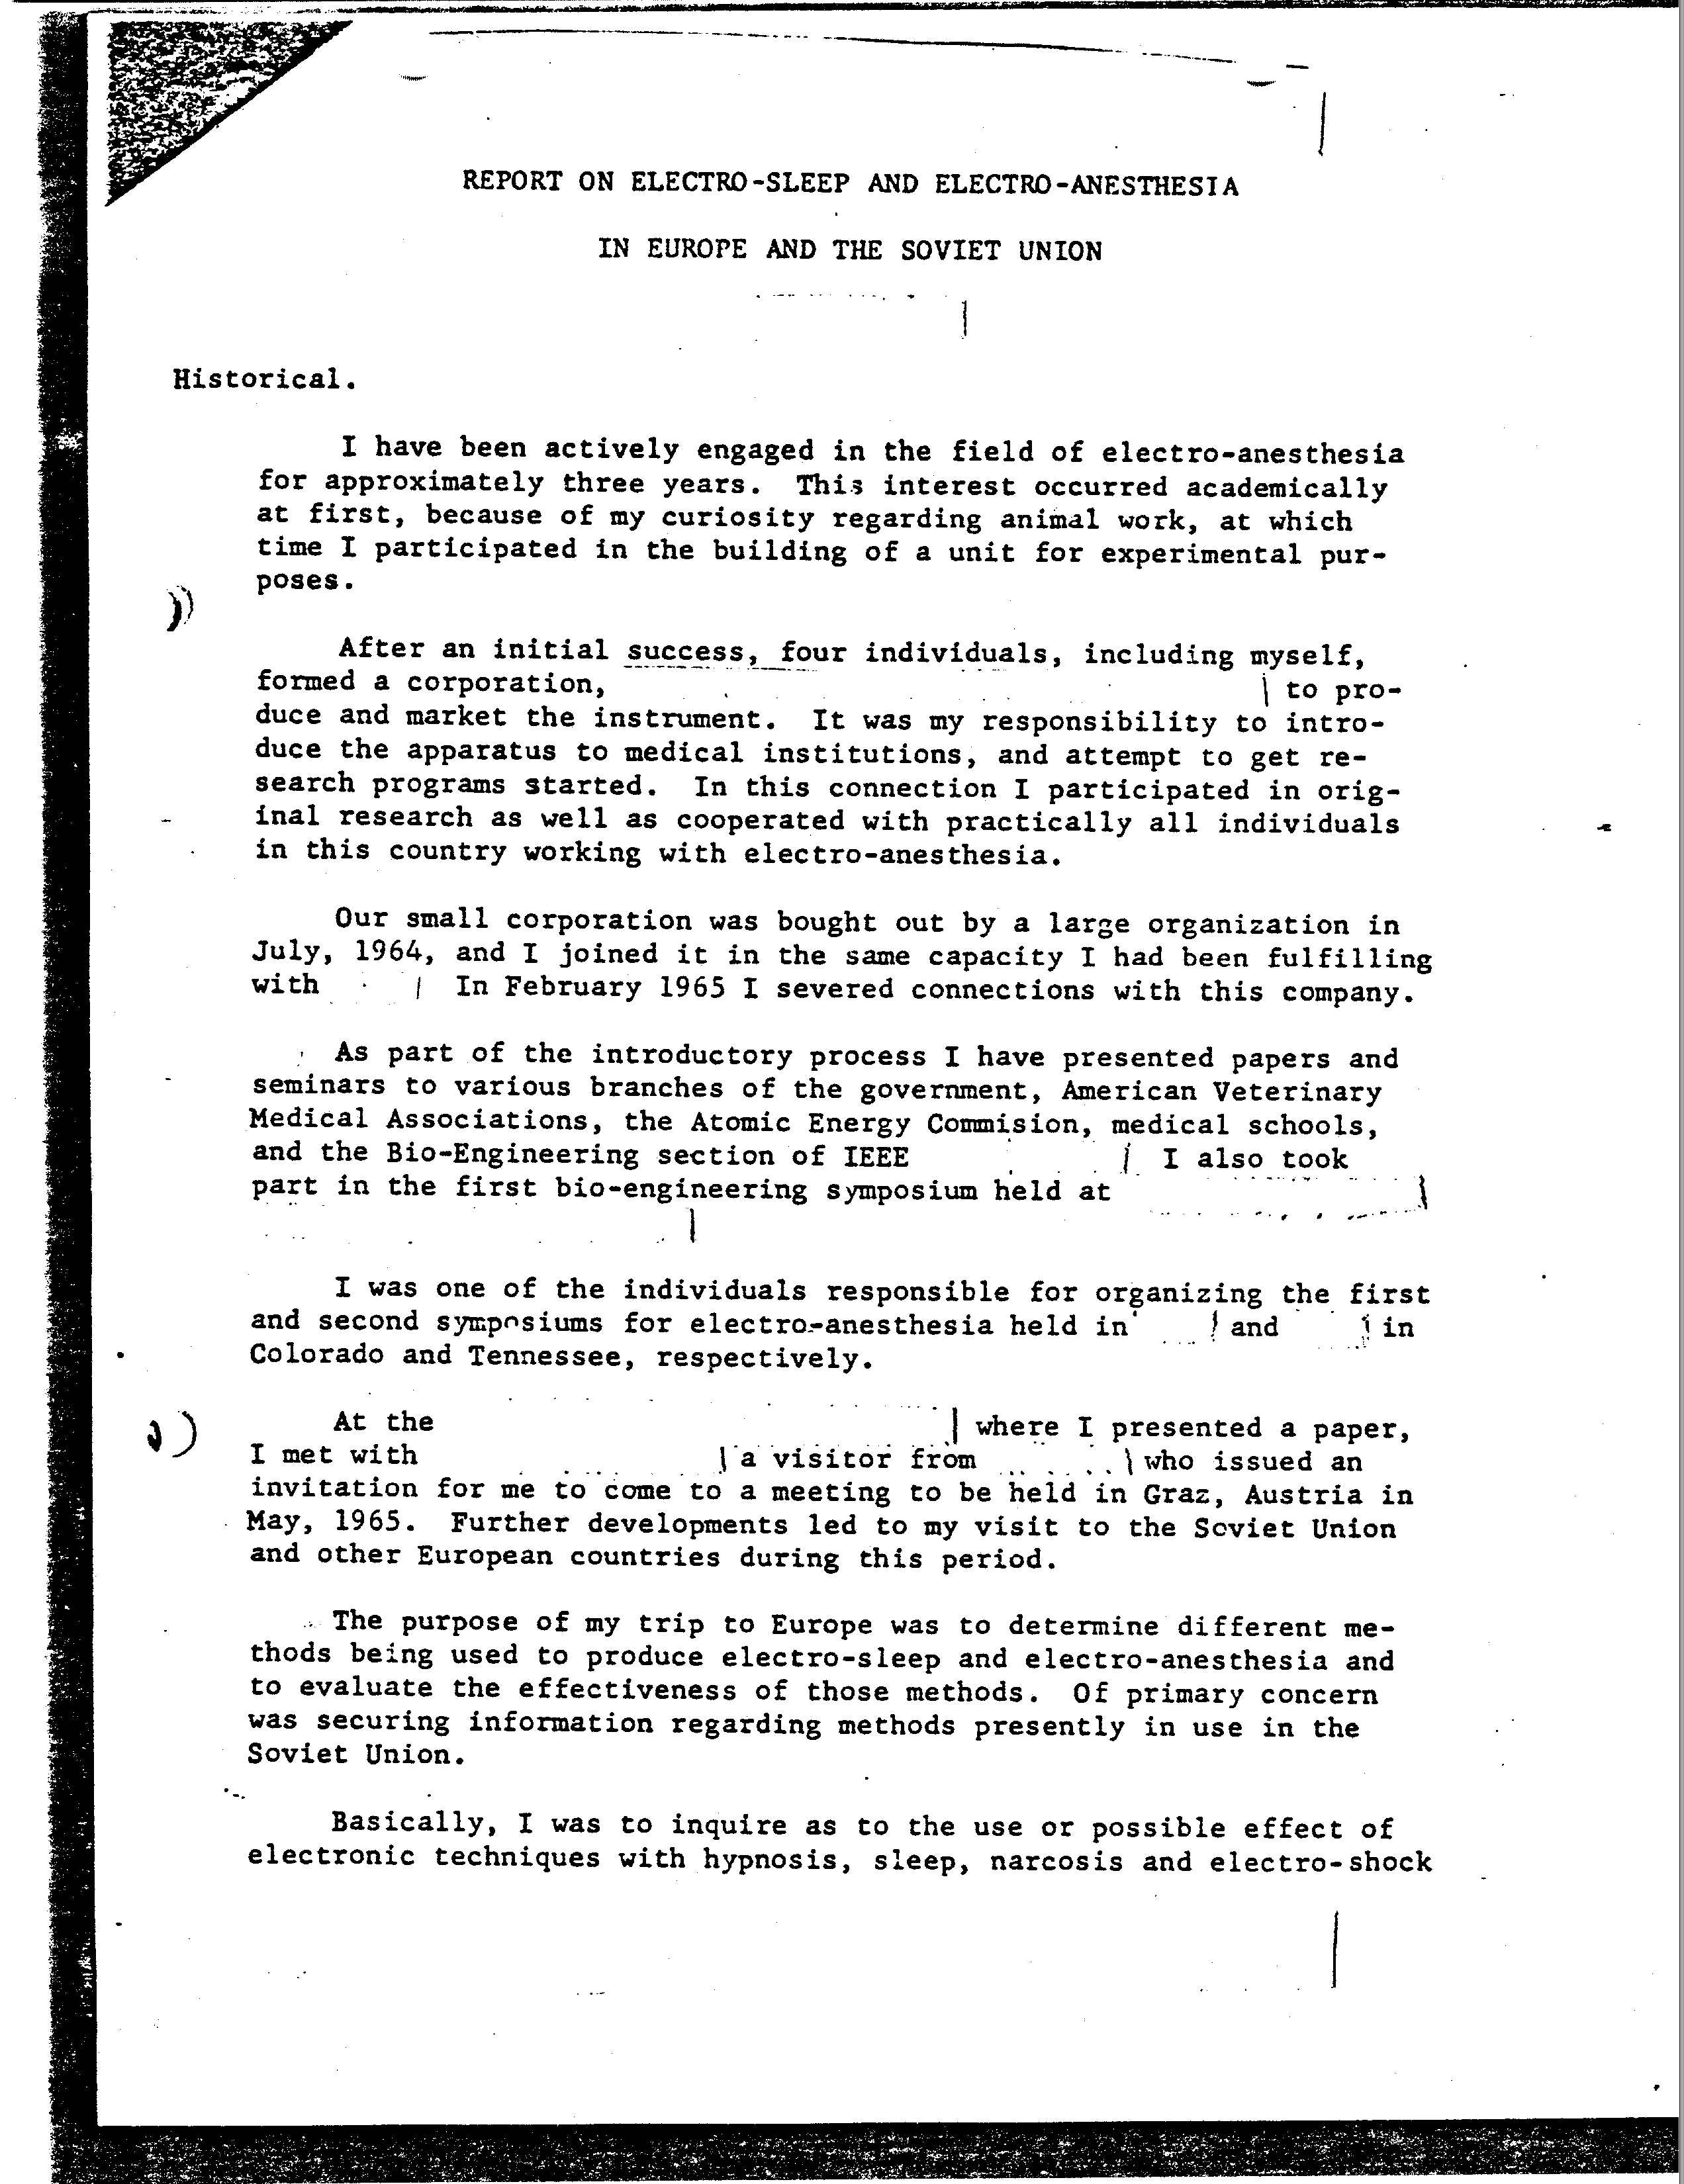 REPORT ON ELECTRO-SLEEP AND ELECTRO-ANESTHESIA
IN EUROPE AND THE SOVIET UNION
Historical.
I have been actively engaged in the field of electro-anesthesia
for approximately three years. This interest occurred academically
at first, because of my curiosity regarding animal work, at which
time I participated in the building of a unit for experimental pur-
poses.
After an initial success, four individuals, including myself,
formed a corporation, to pro-
duce and market the instrument. It was my responsibility to intro-
duce the apparatus to medical institutions, and attempt to get re-
search programs started. In this connection I participated in orig-
inal research as well as cooperated with practically all individuals
in this country working with electro-anesthesia.
Our small corporation was bought out by a large organization in
July, 1964, and I joined it in the same capacity I had been fulfilling
with In February 1965 I severed connections with this company.
As part of the introductory process I have presented papers and
seminars to various branches of the government, American Veterinary
Medical Associations, the Atomic Energy Commision, medical schools,
and the Bio-Engineering section of IEEE I also took
part in the first bio-engineering symposium held at
I was one of the individuals responsible for organizing the first
and second symposiums for electro-anesthesia held in and in
Colorado and Tennessee, respectively.
At the where I presented a paper,
I met with a visitor from who issued an
invitation for me to come to a meeting to be held in Graz, Austria in
May, 1965. Further developments led to my visit to the Soviet Union
and other European countries during this period.
The purpose of my trip to Europe was to determine different me-
thods being used to produce electro-sleep and electro-anesthesia and
to evaluate the effectiveness of those methods. Of primary concern
was securing information regarding methods presently in use in the
Soviet Union.
Basically, I was to inquire as to the use or possible effect of
electronic techniques with hypnosis, sleep, narcosis and electro-shock